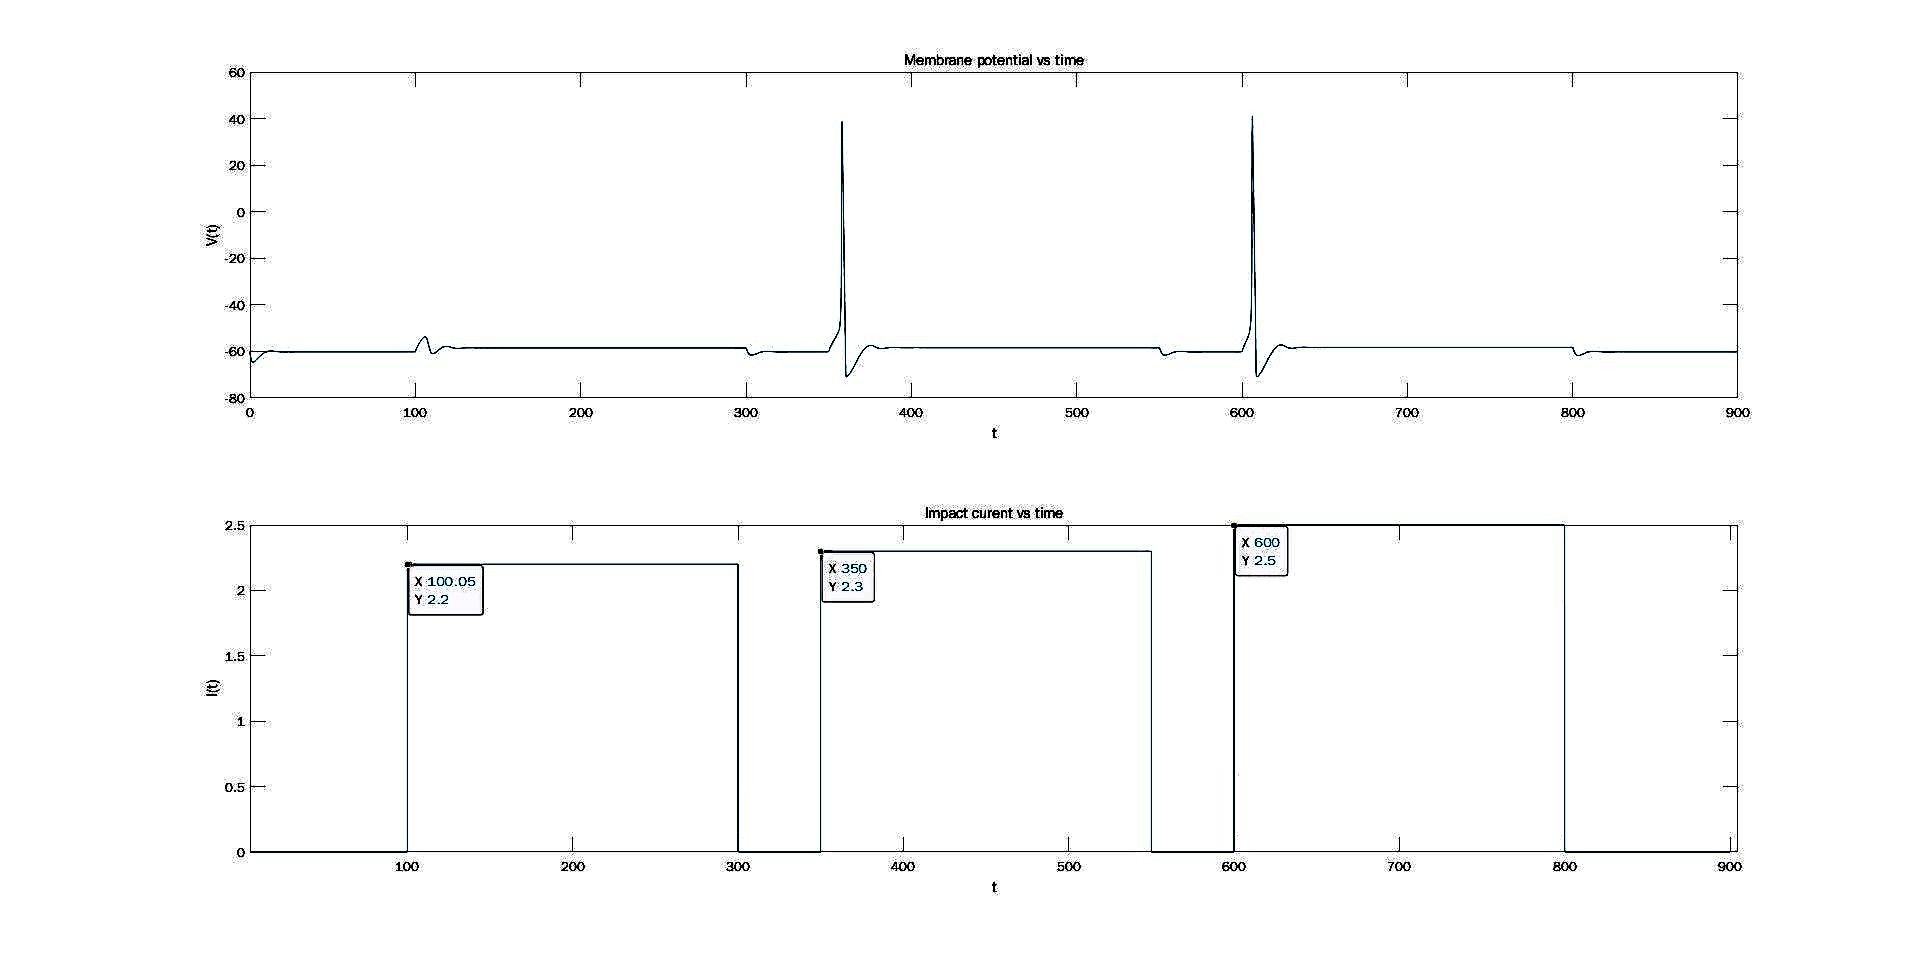 Membrane potential vs time
60
40
20
0
-20
-40
-60
-80
V(t)
0 100 200 300 400 500 600 700 800 900
t
Impact curent vs time
2.5
2
1.5
1
0.5
0
I(t)
X 100.05
Y 2.2
X 350
Y 2.3
X 600
Y 2.5
100 200 300 400 500 600 700 800 900
t